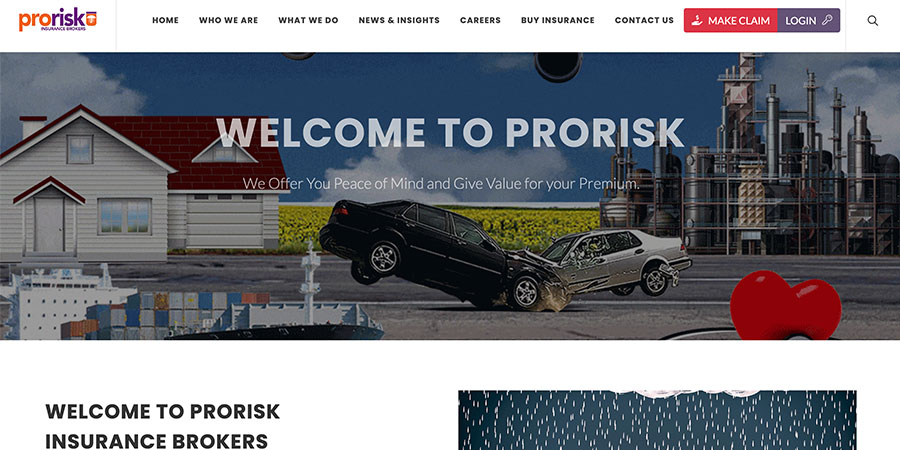 prorisk
INSURANCE BROKERS
HOME WHO WE ARE WHAT WE DO NEWS & INSIGHTS CAREERS BUY INSURANCE CONTACT US MAKE CLAIM LOGIN
WELCOME TO PRORISK
We Offer You Peace of Mind and Give Value for your Premium.
WELCOME TO PRORISK
INSURANCE BROKERS